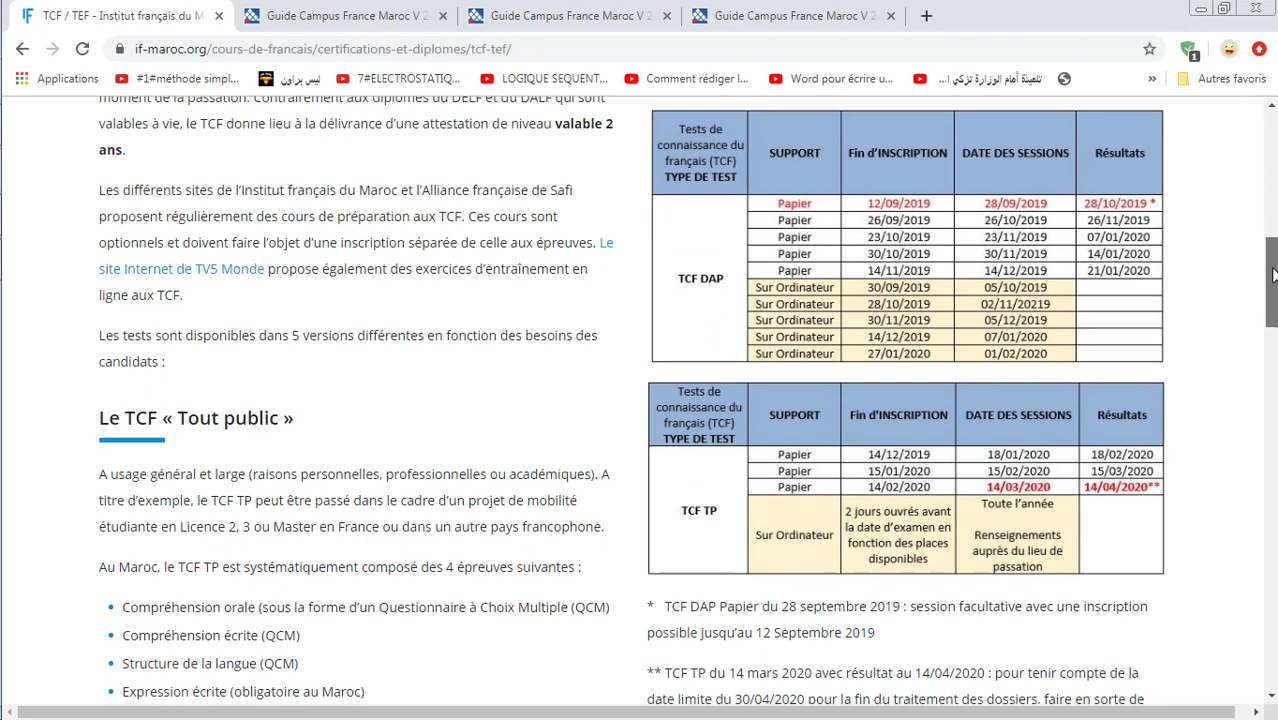 TCF / TEF - Institut français du M
Guide Campus France Maroc V 2
Guide Campus France Maroc V 2
Guide Campus France Maroc V 2
if-maroc.org/cours-de-francais/certifications-et-diplomes/tcf-tef/
1
Applications
#1#méthode simpl...
ليس براون
7#ELECTROSTATIQ...
LOGIQUE SEQUENT...
Comment rédiger l...
Word pour écrire u...
تلميذة أمام الوزارة تزكي ا...
»
Autres favoris
moment de la passation. Contrairement aux diplômes du DELF et du DALF qui sont
valables à vie, le TCF donne lieu à la délivrance d'une attestation de niveau valable 2
ans.
Les différents sites de l'Institut français du Maroc et l'Alliance française de Safi
proposent régulièrement des cours de préparation aux TCF. Ces cours sont
optionnels et doivent faire l'objet d'une inscription séparée de celle aux épreuves. Le
site Internet de TV5 Monde propose également des exercices d'entraînement en
ligne aux TCF.
Les tests sont disponibles dans 5 versions différentes en fonction des besoins des
candidats :
Le TCF « Tout public »
A usage général et large (raisons personnelles, professionnelles ou académiques). A
titre d'exemple, le TCF TP peut être passé dans le cadre d'un projet de mobilité
étudiante en Licence 2, 3 ou Master en France ou dans un autre pays francophone.
Au Maroc, le TCF TP est systématiquement composé des 4 épreuves suivantes :
• Compréhension orale (sous la forme d'un Questionnaire à Choix Multiple (QCM)
• Compréhension écrite (QCM)
• Structure de la langue (QCM)
• Expression écrite (obligatoire au Maroc)
Tests de
connaissance du
français (TCF)
TYPE DE TEST
SUPPORT Fin d'INSCRIPTION DATE DES SESSIONS Résultats
Papier 12/09/2019 28/09/2019 28/10/2019 *
Papier 26/09/2019 26/10/2019 26/11/2019
Papier 23/10/2019 23/11/2019 07/01/2020
Papier 30/10/2019 30/11/2019 14/01/2020
Papier 14/11/2019 14/12/2019 21/01/2020
TCF DAP
Sur Ordinateur 30/09/2019 05/10/2019
Sur Ordinateur 28/10/2019 02/11/20219
Sur Ordinateur 30/11/2019 05/12/2019
Sur Ordinateur 14/12/2019 07/01/2020
Sur Ordinateur 27/01/2020 01/02/2020
Tests de
connaissance du
français (TCF)
TYPE DE TEST
SUPPORT Fin d'INSCRIPTION DATE DES SESSIONS Résultats
Papier 14/12/2019 18/01/2020 18/02/2020
Papier 15/01/2020 15/02/2020 15/03/2020
Papier 14/02/2020 14/03/2020 14/04/2020**
TCF TP
Sur Ordinateur
2 jours ouvrés avant
la date d'examen en
fonction des places
disponibles
Toute l'année
Renseignements
auprès du lieu de
passation
* TCF DAP Papier du 28 septembre 2019 : session facultative avec une inscription
possible jusqu'au 12 Septembre 2019
** TCF TP du 14 mars 2020 avec résultat au 14/04/2020 : pour tenir compte de la
date limite du 30/04/2020 pour la fin du traitement des dossiers, faire en sorte de